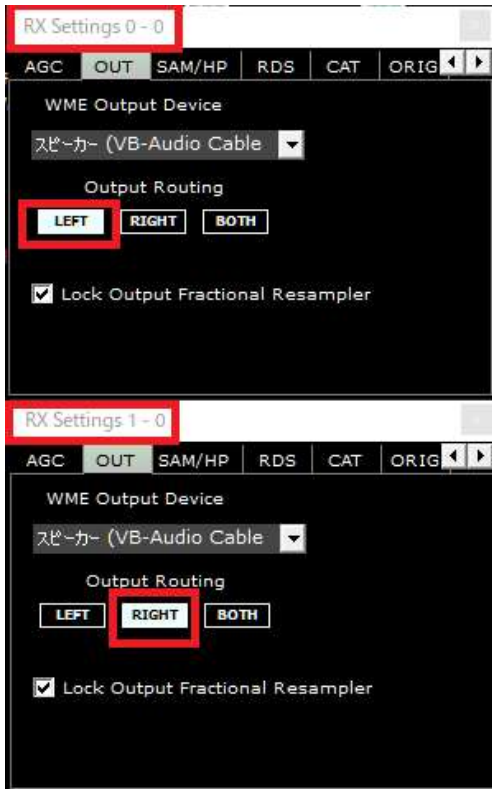 RX Settings 0 - 0
AGC OUT SAM/HP RDS CAT ORIG
WME Output Device
スピーカー (VB-Audio Cable
Output Routing
LEFT RIGHT BOTH
Lock Output Fractional Resampler
RX Settings 1 - 0
AGC OUT SAM/HP RDS CAT ORIG
WME Output Device
スピーカー (VB-Audio Cable
Output Routing
LEFT RIGHT BOTH
Lock Output Fractional Resampler